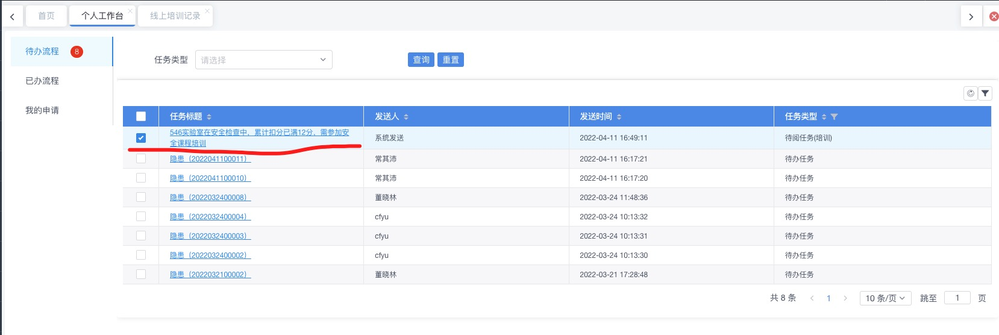 首页
个人工作台
线上培训记录
待办流程 8
已办流程
我的申请
任务类型 请选择 查询 重置
任务标题 发送人 发送时间 任务类型
546实验室在安全检查中，累计扣分已满12分，需参加安
全课程培训 系统发送 2022-04-11 16:49:11 待阅任务(培训)
隐患（2022041100011） 常其沛 2022-04-11 16:17:21 待办任务
隐患（2022041100010） 常其沛 2022-04-11 16:17:20 待办任务
隐患（2022032400008） 董晓林 2022-03-24 11:48:36 待办任务
隐患（2022032400004） cfyu 2022-03-24 10:13:32 待办任务
隐患（2022032400003） cfyu 2022-03-24 10:13:31 待办任务
隐患（2022032400002） cfyu 2022-03-24 10:13:30 待办任务
隐患（2022032100002） 董晓林 2022-03-21 17:28:48 待办任务
共 8 条 1 10 条/页 跳至 1 页